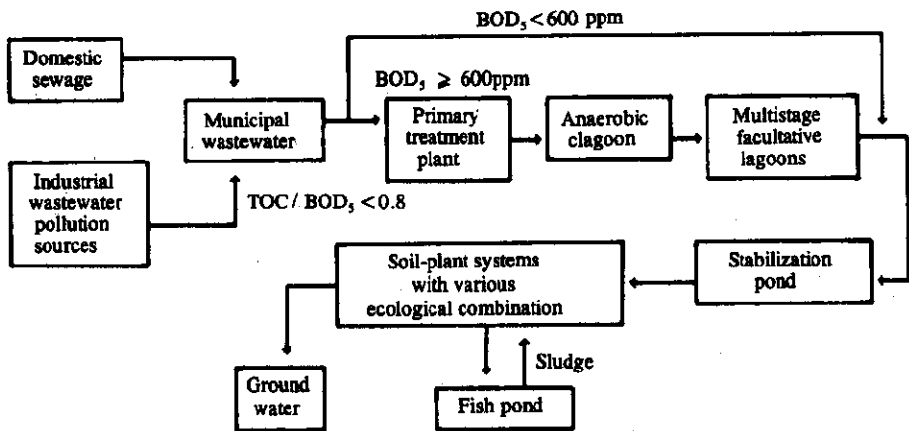 BOD₅ < 600 ppm
Domestic
sewage
BOD₅ ⩾ 600ppm
Municipal
wastewater
Primary
treatment
plant
Anaerobic
clagoon
Multistage
facultative
lagoons
Industrial
wastewater
pollution
sources
TOC / BOD₅ < 0.8
Soil-plant systems
with various
ecological combination
Stabilization
pond
Sludge
Ground
water
Fish pond